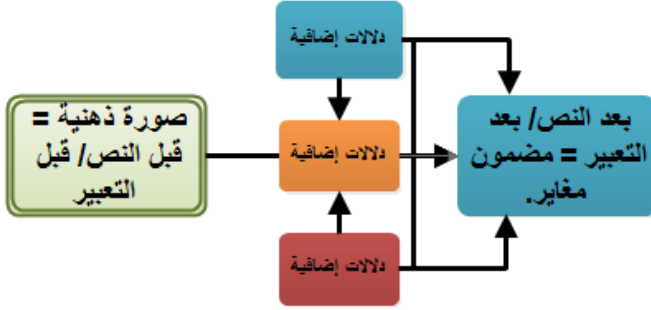 دلالات إضافية
صورة ذهنية =
قبل النص/ قبل
التعبير
دلالات إضافية
بعد النص/ بعد
التعبير = مضمون
مغاير.
دلالات إضافية